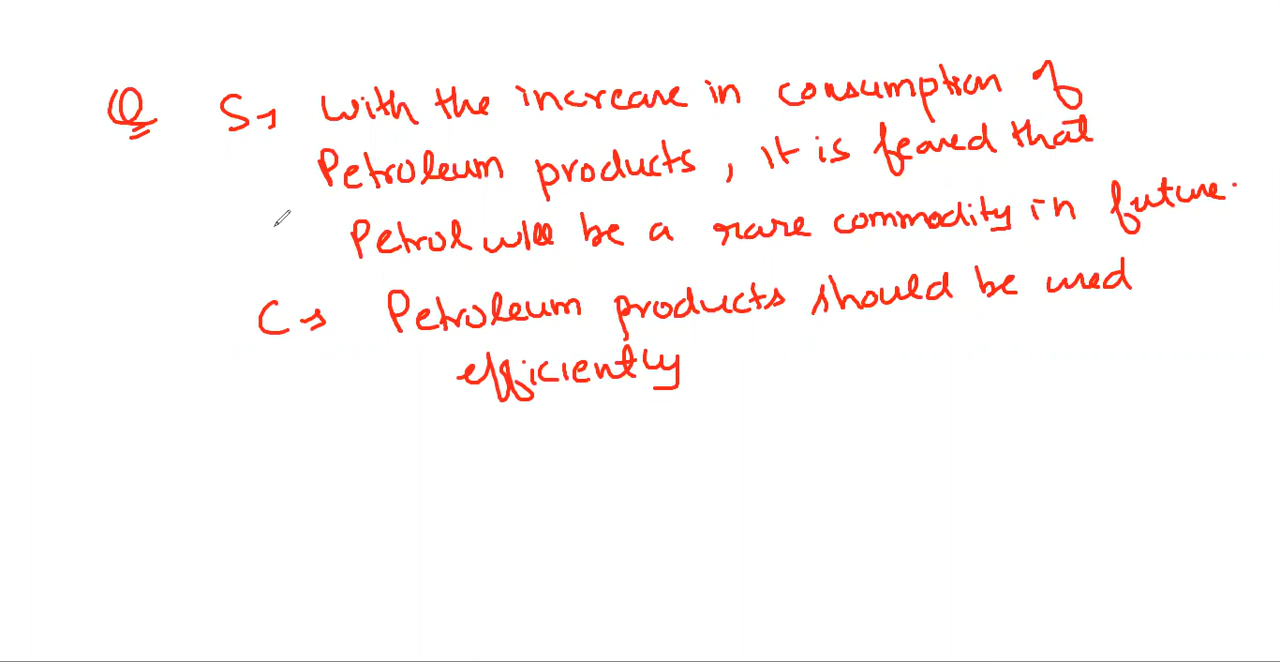 Q S→ With the increase in consumption of
Petroleum products, it is feared that
Petrol will be a rare commodity in future.
C→ Petroleum products should be used
efficiently